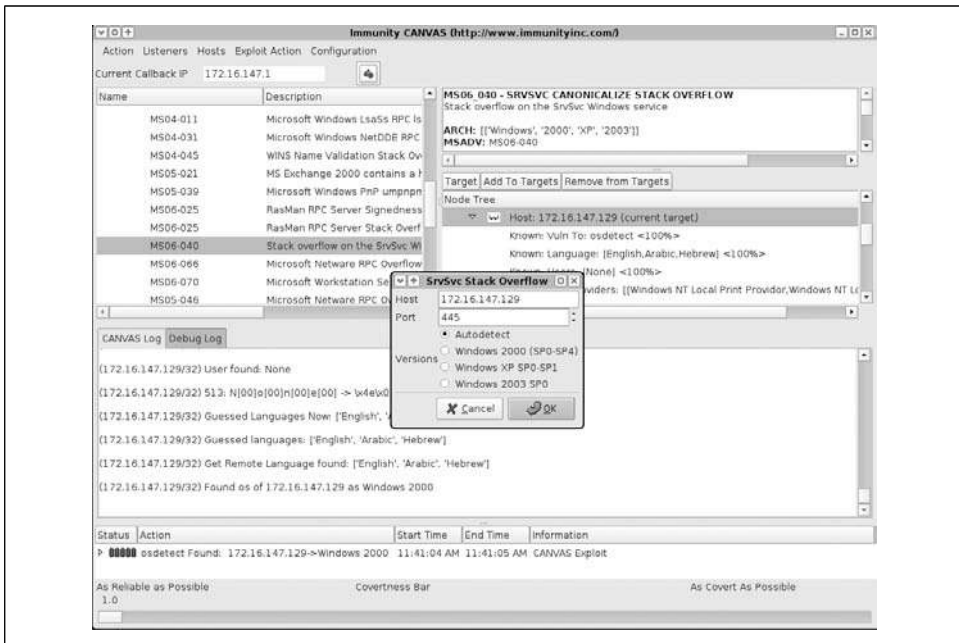 Immunity CANVAS (http://www.immunityinc.com/)
Action Listeners Hosts Exploit Action Configuration
Current Callback IP 172.16.147.1
Name Description
MS04-011 Microsoft Windows LsaSs RPC Is
MS04-031 Microsoft Windows NetDDE RPC
MS04-045 WINS Name Validation Stack Ov
MS05-021 MS Exchange 2000 contains a h
MS05-039 Microsoft Windows PnP umpnpn
MS06-025 RasMan RPC Server Signedness
MS06-025 RasMan RPC Server Stack Overf
MS06-040 Stack overflow on the SrvSvc Wi
MS06-066 Microsoft Netware RPC Overflow
MS06-070 Microsoft Workstation Se
MS05-046 Microsoft Netware RPC O
MS06_040 - SRVSVC CANONICALIZE STACK OVERFLOW
Stack overflow on the SrvSvc Windows service
ARCH: [['Windows', '2000', 'XP', '2003']]
MSADV: MS06-040
Target Add To Targets Remove from Targets
Node Tree
Host: 172.16.147.129 (current target)
Known: Vuln To: osdetect <100%>
Known: Language: [English,Arabic,Hebrew] <100%>
[None] <100%>
oviders: [[Windows NT Local Print Providor,Windows NT
SrvSvc Stack Overflow
Host 172.16.147.129
Port 445
Versions
Autodetect
Windows 2000 (SP0-SP4)
Windows XP SP0-SP1
Windows 2003 SP0
Cancel OK
CANVAS Log Debug Log
(172.16.147.129/32) User found: None
(172.16.147.129/32) 513: N[00]o[00]n[00]e[00] -> \x4e\x0
(172.16.147.129/32) Guessed Languages Now: ['English', '
(172.16.147.129/32) Guessed languages: ['English', 'Arabic', 'Hebrew']
(172.16.147.129/32) Get Remote Language found: ['English', 'Arabic', 'Hebrew']
(172.16.147.129/32) Found os of 172.16.147.129 as Windows 2000
Status Action Start Time End Time Information
osdetect Found: 172.16.147.129->Windows 2000 11:41:04 AM 11:41:05 AM CANVAS Exploit
As Reliable as Possible Covertness Bar As Covert As Possible
1.0